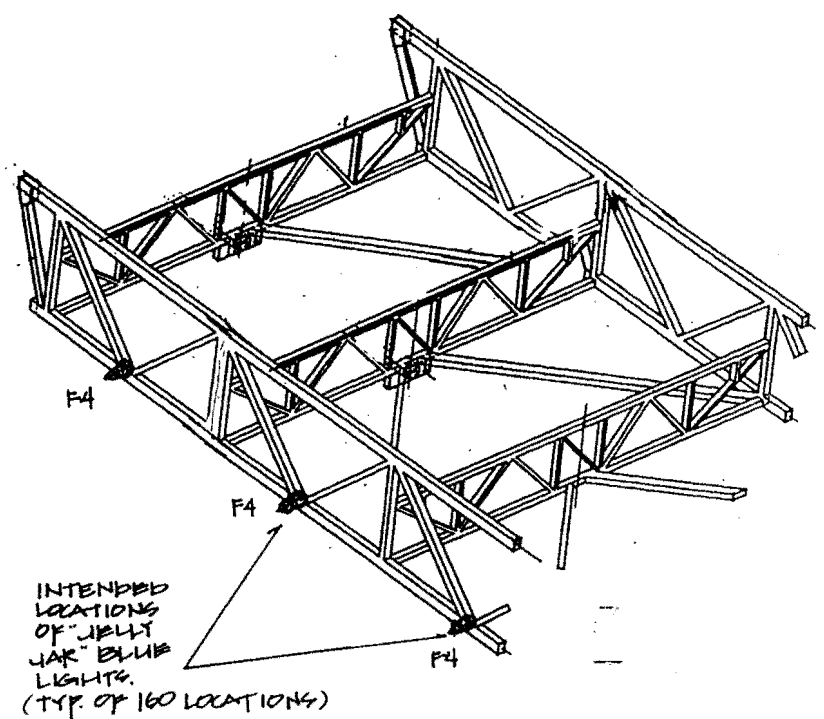 F4
F4
INTENDED
LOCATIONS
OF "JELLY
JAR" BLUE
LIGHTS.
(TYP. OF 160 LOCATIONS)
F4